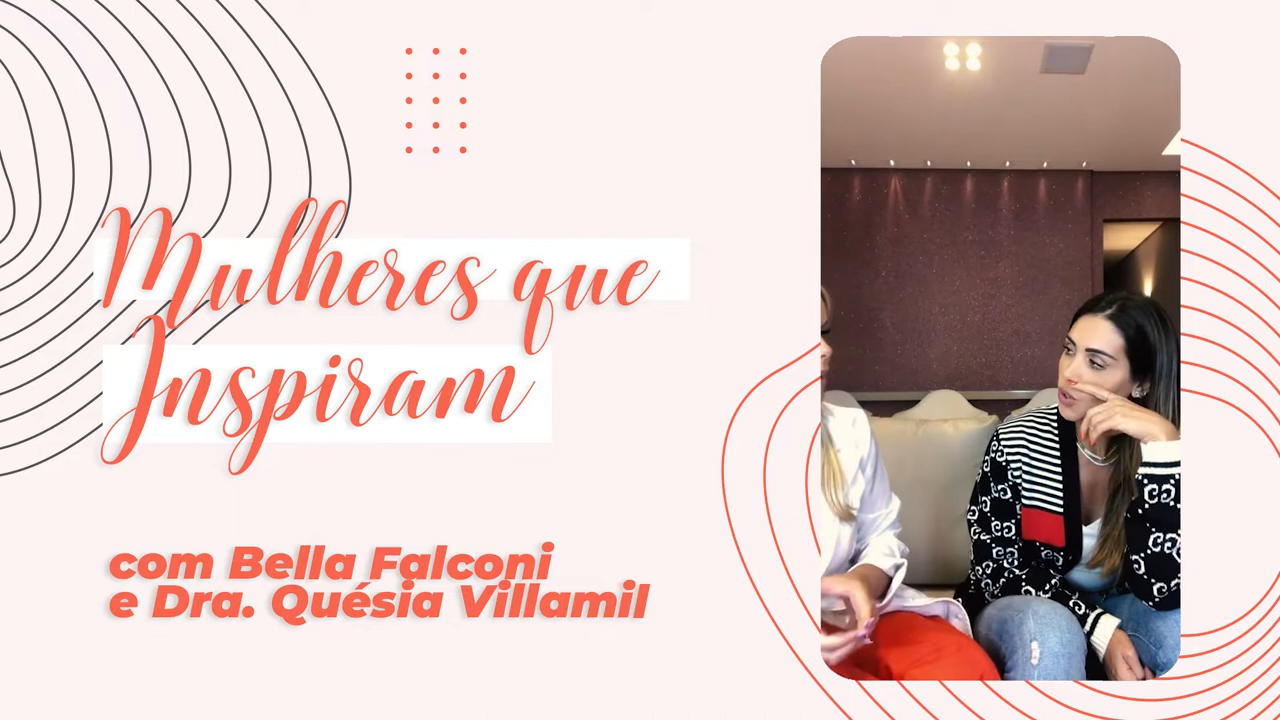 Mulheres que
Inspiram
com Bella Falconi
e Dra. Quésia Villamil